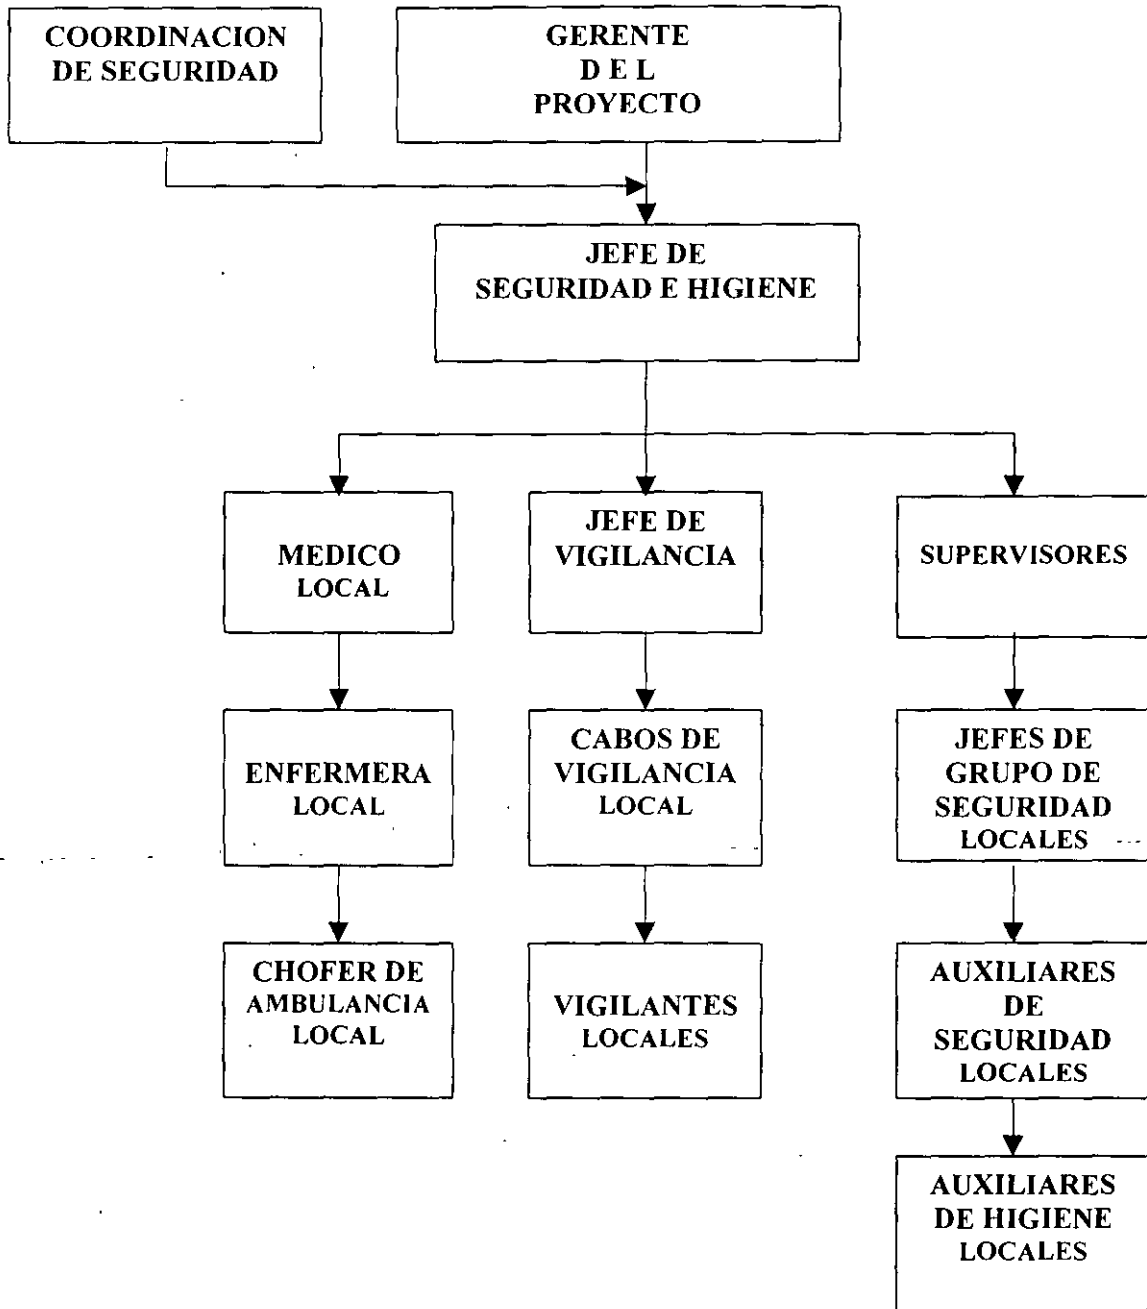 COORDINACION
DE SEGURIDAD
GERENTE
D E L
PROYECTO
JEFE DE
SEGURIDAD E HIGIENE
MEDICO
LOCAL
JEFE DE
VIGILANCIA
SUPERVISORES
ENFERMERA
LOCAL
CABOS DE
VIGILANCIA
LOCAL
JEFES DE
GRUPO DE
SEGURIDAD
LOCALES
CHOFER DE
AMBULANCIA
LOCAL
VIGILANTES
LOCALES
AUXILIARES
DE
SEGURIDAD
LOCALES
AUXILIARES
DE HIGIENE
LOCALES